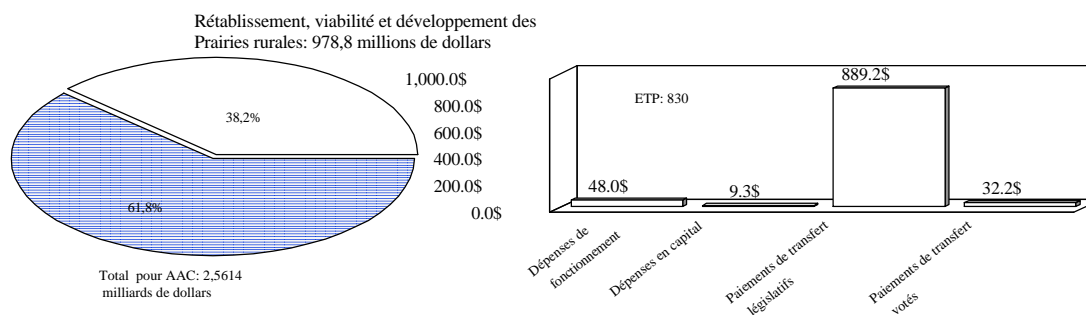 Rétablissement, viabilité et développement des
Prairies rurales: 978,8 millions de dollars
38,2%
61,8%
Total pour AAC: 2,5614
milliards de dollars
1,000.0$
800.0$
600.0$
400.0$
200.0$
0.0$
ETP: 830
48.0$
9.3$
889.2$
32.2$
Dépenses de
fonctionnement
Dépenses en capital
Paiements de transfert
législatifs
Paiements de transfert
votés